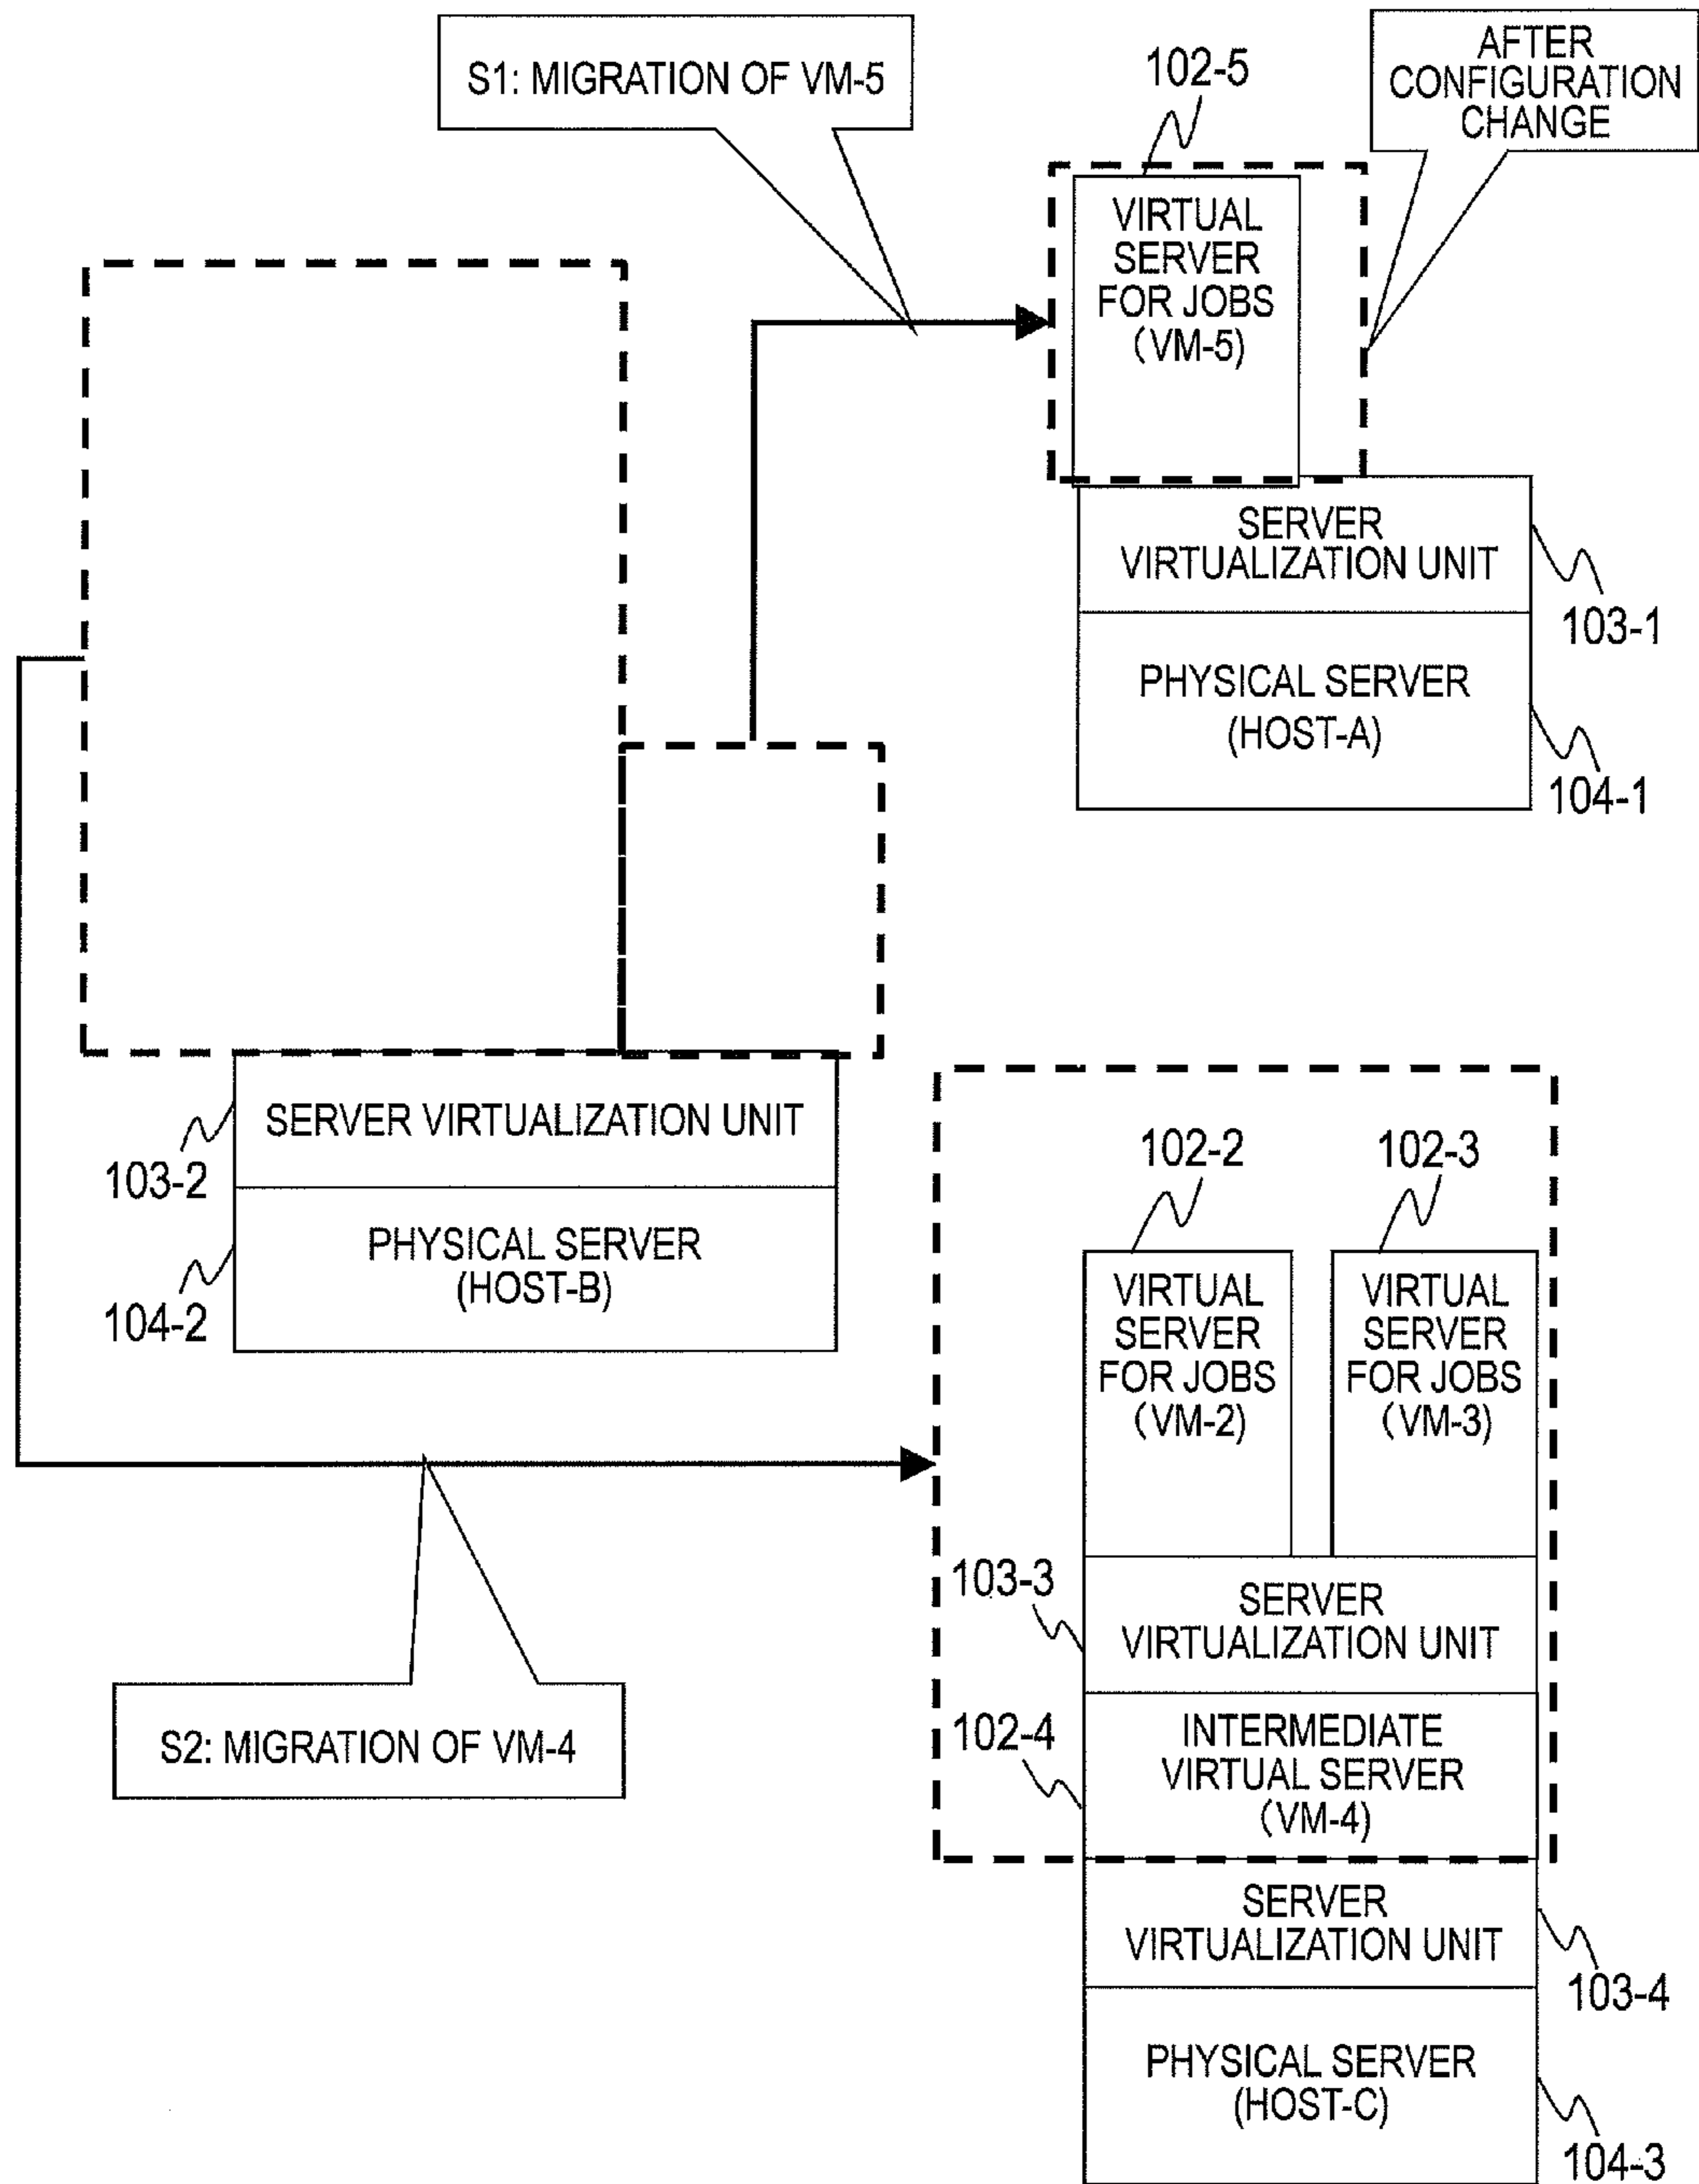 S1: MIGRATION OF VM-5
102-5
AFTER
CONFIGURATION
CHANGE
VIRTUAL
SERVER
FOR JOBS
(VM-5)
SERVER
VIRTUALIZATION UNIT
103-1
PHYSICAL SERVER
(HOST-A)
104-1
SERVER VIRTUALIZATION UNIT
103-2
PHYSICAL SERVER
(HOST-B)
104-2
102-2
102-3
VIRTUAL
SERVER
FOR JOBS
(VM-2)
VIRTUAL
SERVER
FOR JOBS
(VM-3)
103-3
SERVER
VIRTUALIZATION UNIT
S2: MIGRATION OF VM-4
102-4
INTERMEDIATE
VIRTUAL SERVER
(VM-4)
SERVER
VIRTUALIZATION UNIT
103-4
PHYSICAL SERVER
(HOST-C)
104-3